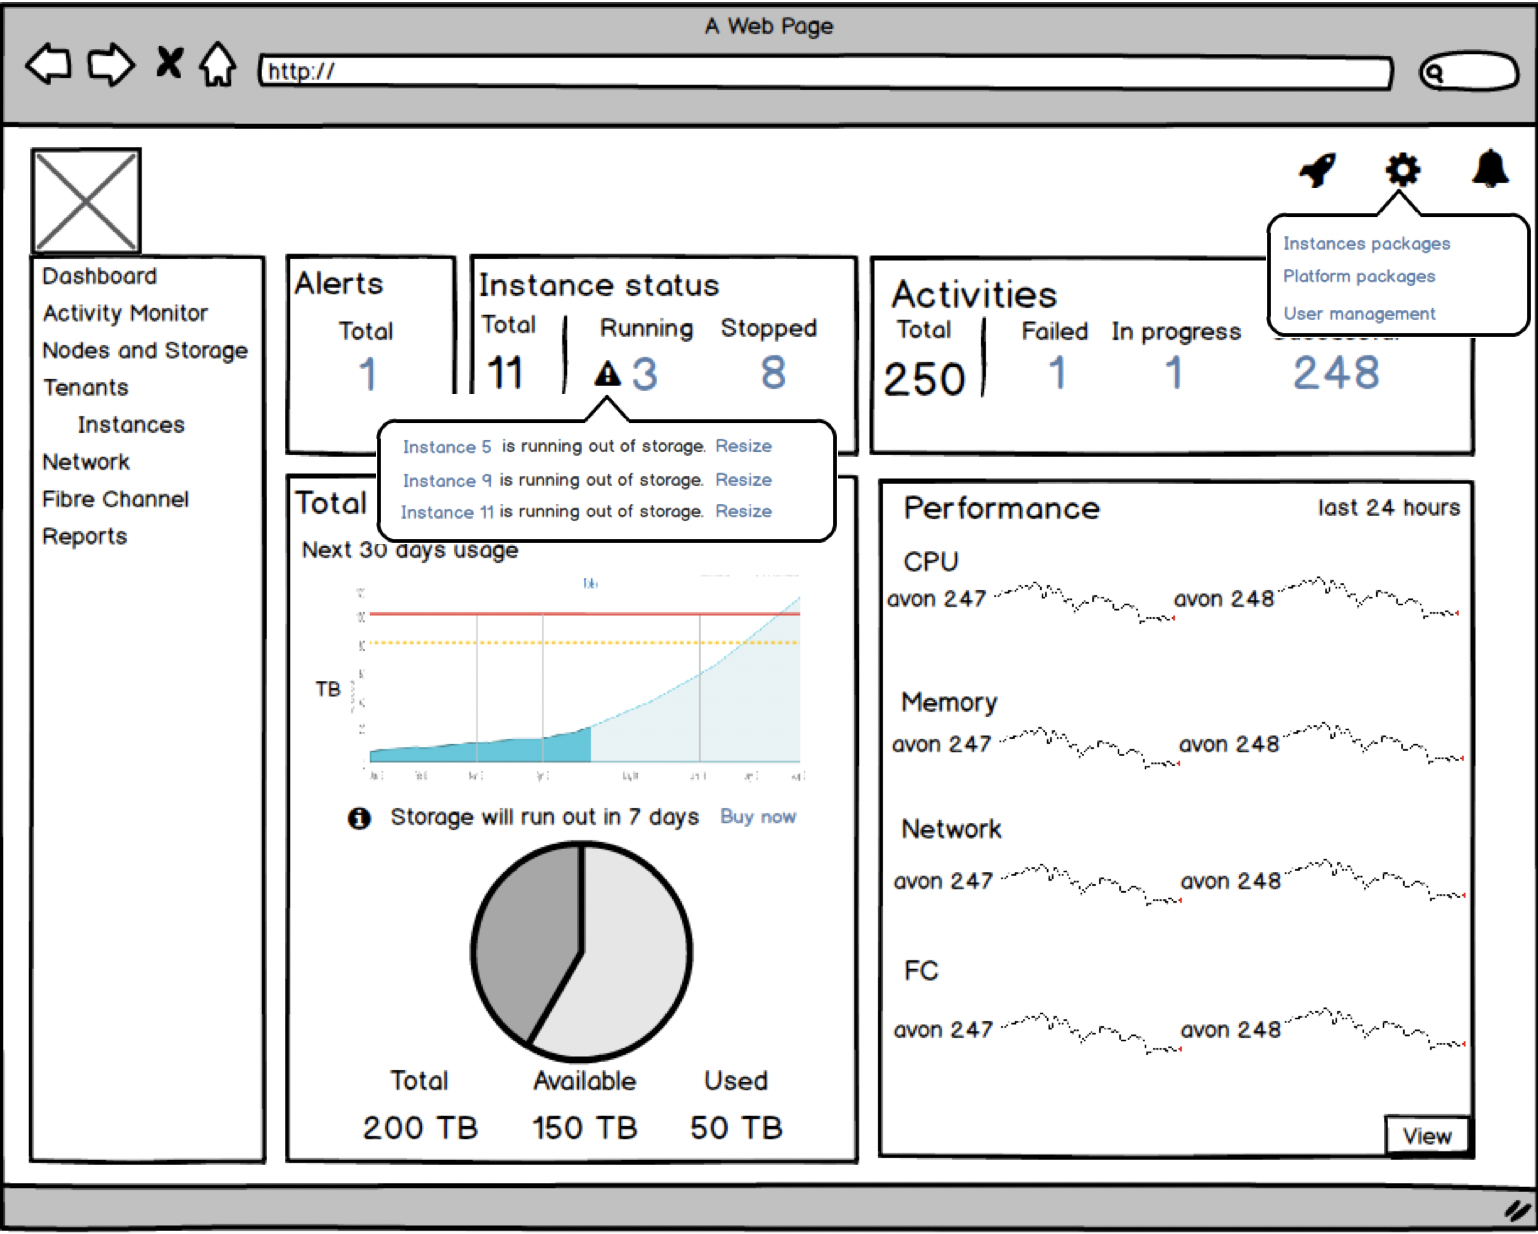 A Web Page
http://
Instances packages
Platform packages
User management
Dashboard
Activity Monitor
Nodes and Storage
Tenants
Instances
Network
Fibre Channel
Reports
Alerts
Total
1
Instance status
Total Running Stopped
11 3 8
Instance 5 is running out of storage. Resize
Instance 9 is running out of storage. Resize
Instance 11 is running out of storage. Resize
Activities
Total Failed In progress
250 1 1 248
Total
Next 30 days usage
TB
Storage will run out in 7 days Buy now
Total Available Used
200 TB 150 TB 50 TB
Performance last 24 hours
CPU
avon 247 avon 248
Memory
avon 247 avon 248
Network
avon 247 avon 248
FC
avon 247 avon 248
View